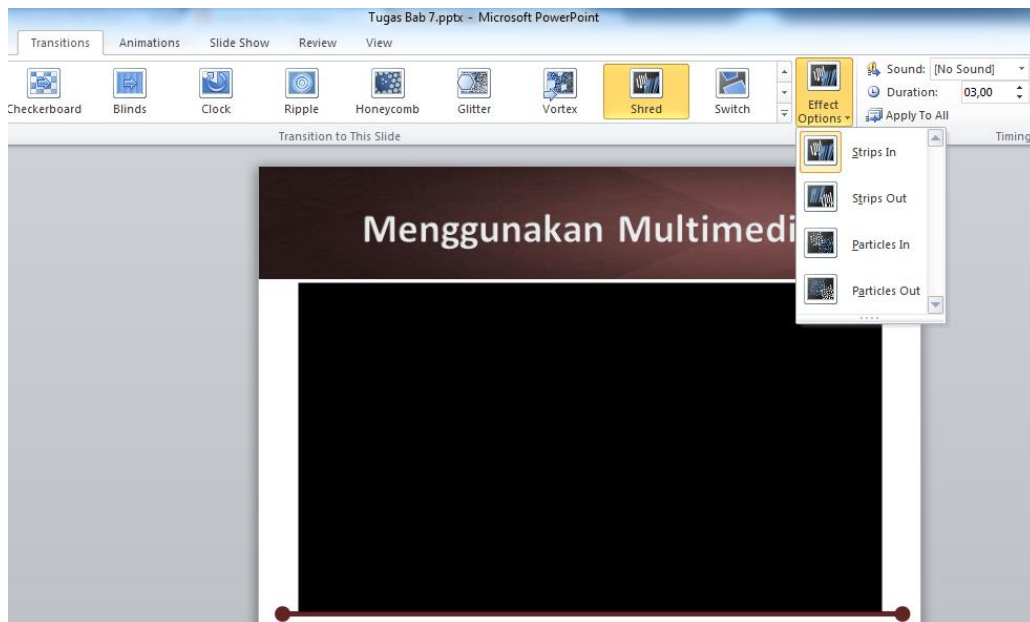 Tugas Bab 7.pptx - Microsoft PowerPoint
Transitions Animations Slide Show Review View
Checkerboard Blinds Clock Ripple Honeycomb Glitter Vortex Shred Switch
Effect Options
Sound: [No Sound]
Duration: 03,00
Apply To All
Transition to This Slide
Timing
Strips In
Strips Out
Particles In
Particles Out
Menggunakan Multimedi